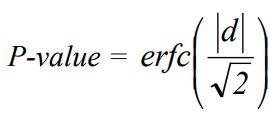 P-value = erfc(|d|/√2)